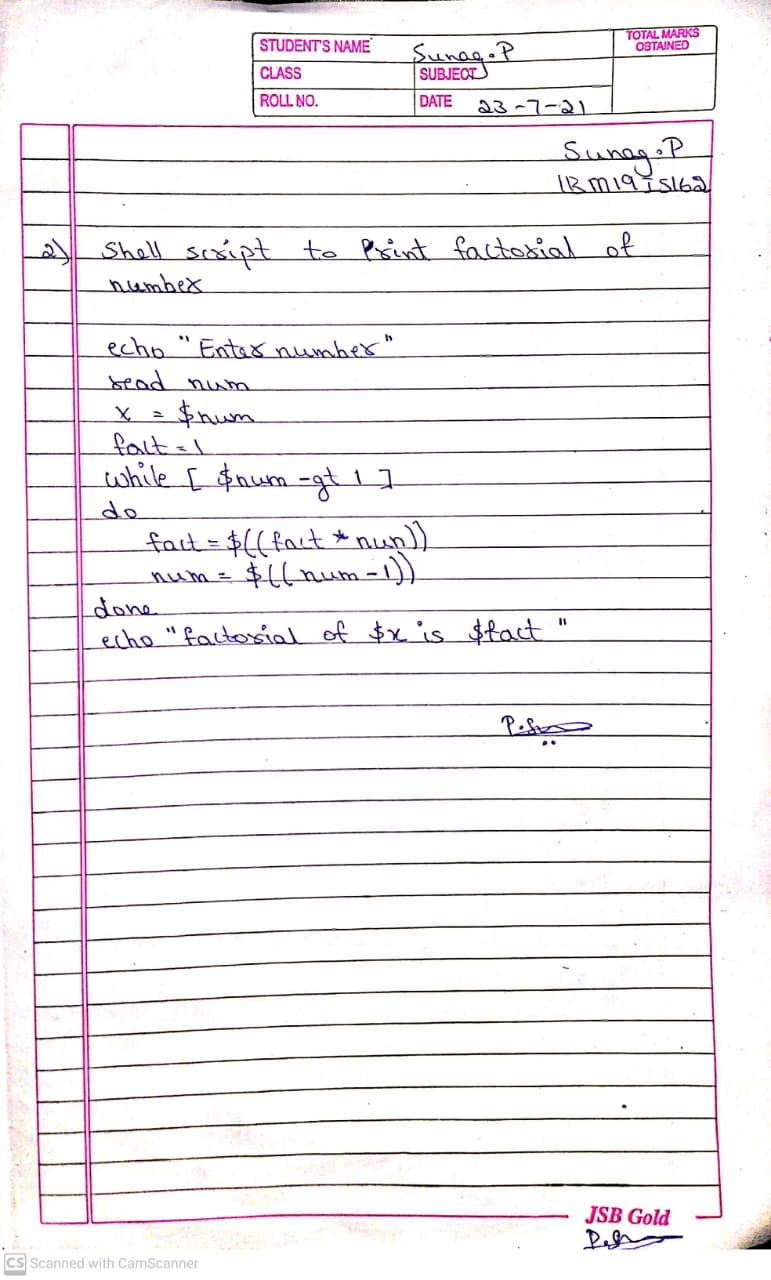 STUDENT'S NAME Sunag.P
TOTAL MARKS OBTAINED
CLASS SUBJECT
ROLL NO. DATE 23-7-21
Sunag.P
1BM19IS162
2) Shell script to Print factorial of
number
echo "Enter number"
read num
x = $num
fact = 1
while [ $num -gt 1 ]
do
fact = $((fact * nun))
num = $((num - 1))
done
echo "factorial of $x is $fact"
JSB Gold
CS Scanned with CamScanner